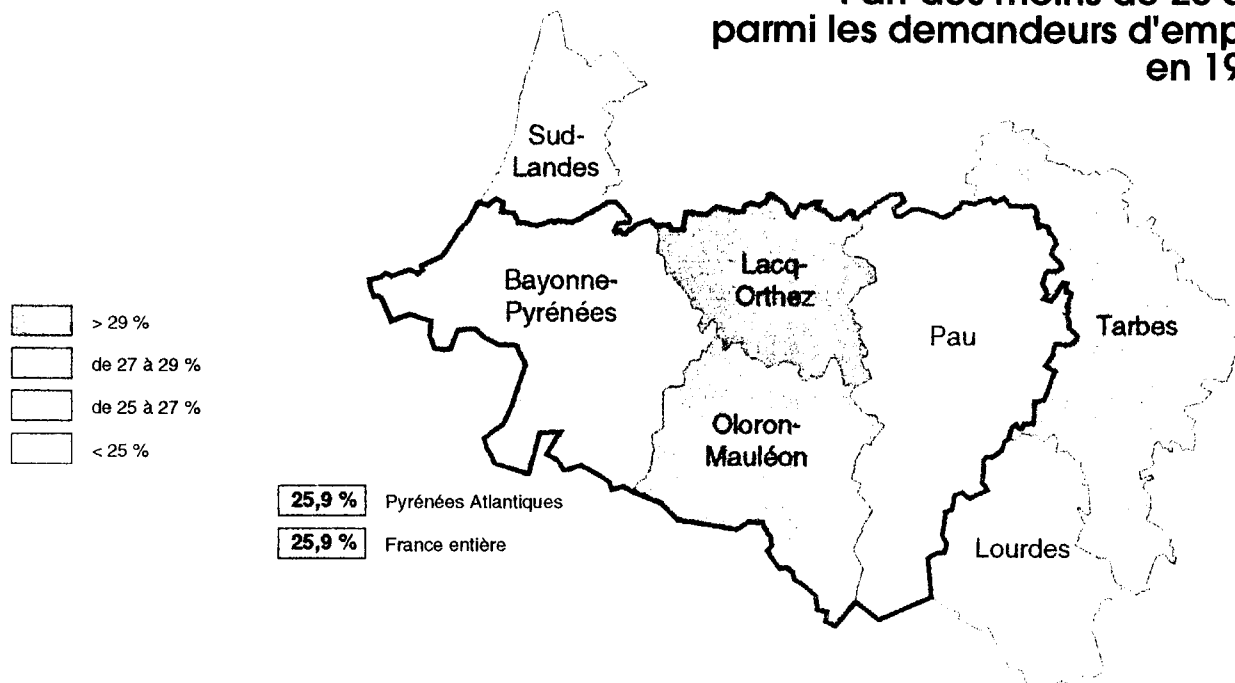 parmi les demandeurs d'emp
en 19
Sud-
Landes
Bayonne-
Pyrénées
Lacq-
Orthez
Pau
Tarbes
Oloron-
Mauléon
Lourdes
> 29 %
de 27 à 29 %
de 25 à 27 %
< 25 %
25,9 % Pyrénées Atlantiques
25,9 % France entière